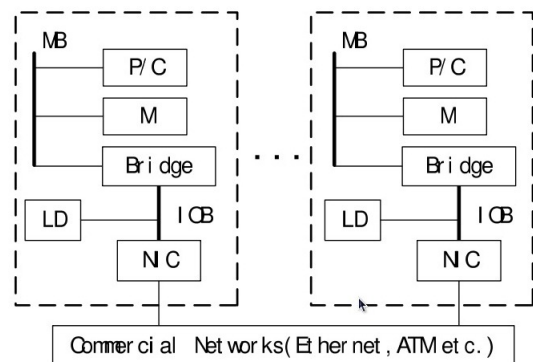 MB
P/C
M
Bridge
LD
IOB
NIC
...
MB
P/C
M
Bridge
LD
IOB
NIC
Commercial Networks(Ethernet, ATM etc.)